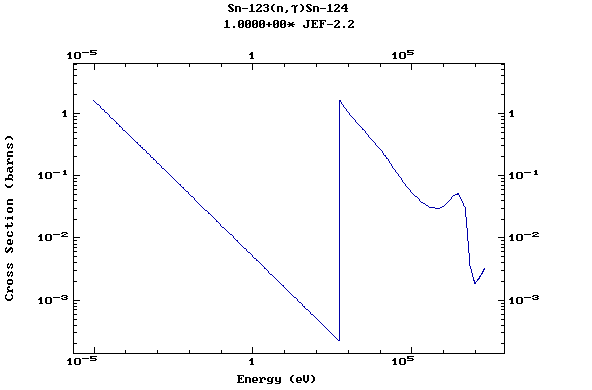 Sn-123(n,γ)Sn-124
1.0000+00* JEF-2.2
10⁻⁵ 1 10⁵
1 1
10⁻¹ 10⁻¹
10⁻² 10⁻²
10⁻³ 10⁻³
Cross Section (barns)
10⁻⁵ 1 10⁵
Energy (eV)